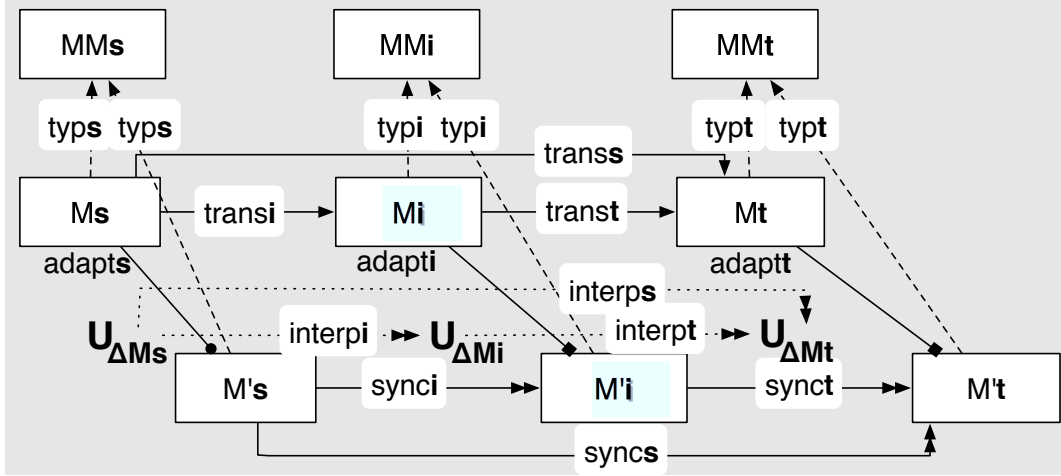 MMs MMi MMt
typs typs typi typi typt typt
transs
Ms transi Mi transt Mt
adapts adapti adaptt
interps
UΔMs interpi UΔMi interpt UΔMt
M's synci M'i synct M't
syncs